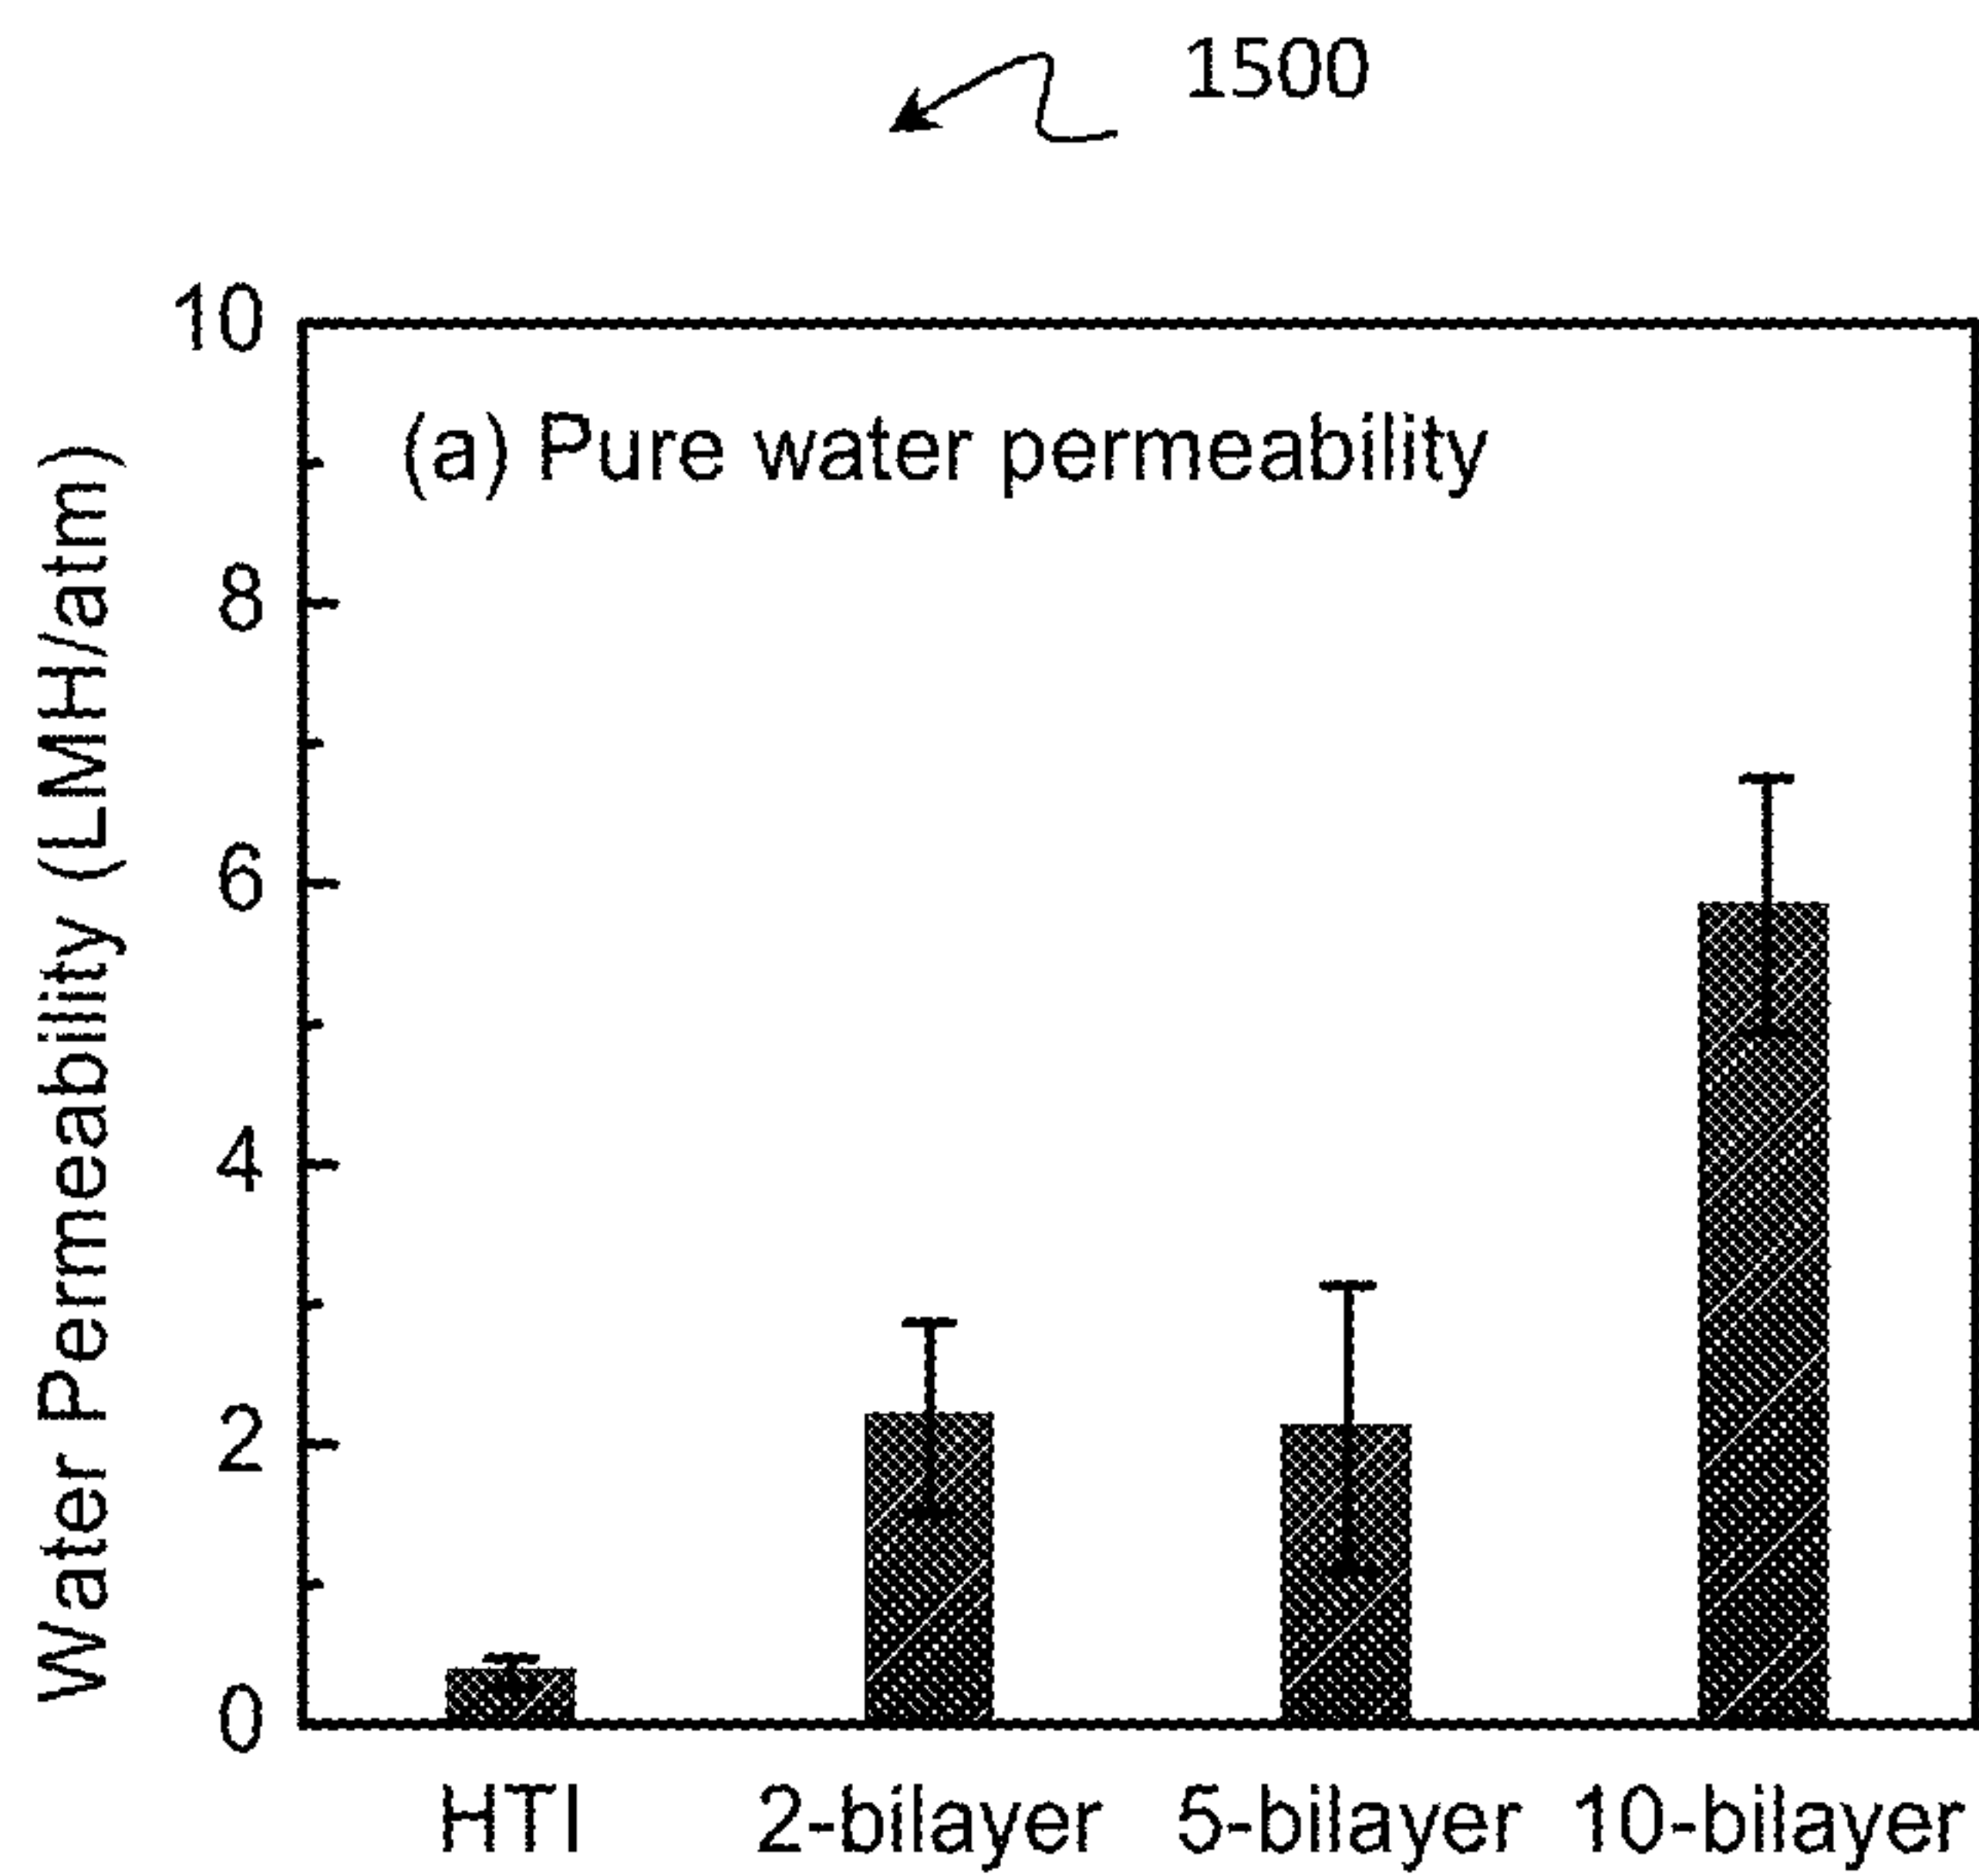 1500
10
(a) Pure water permeability
8
6
4
2
0
Water Permeability (LMH/atm)
HTI 2-bilayer 5-bilayer 10-bilayer